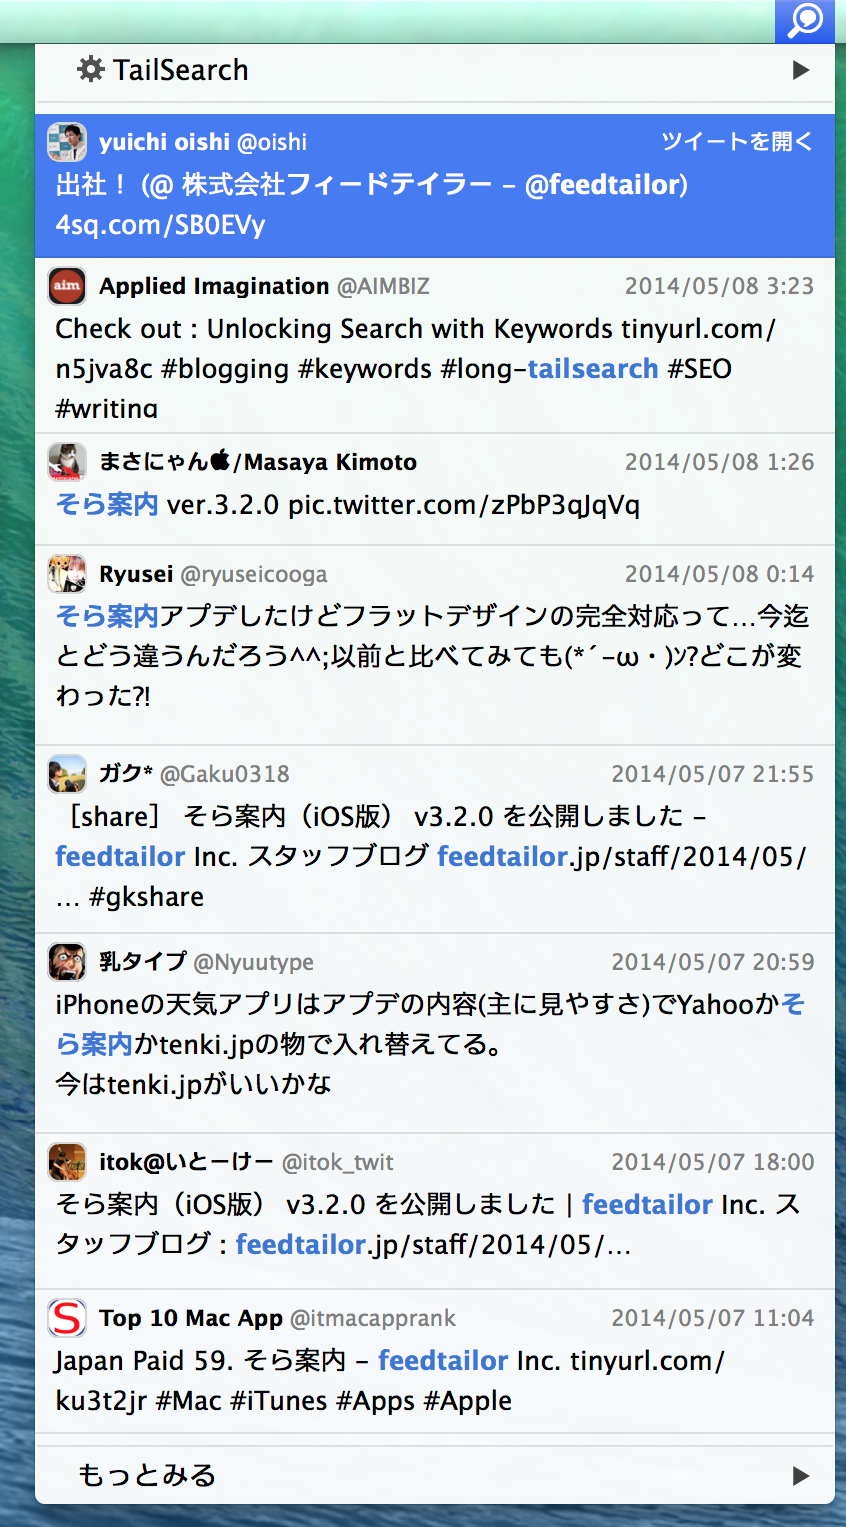 TailSearch
yuichi oishi @oishi ツイートを開く
出社！ (@ 株式会社フィードテイラー - @feedtailor)
4sq.com/SB0EVy
aim
Applied Imagination @AIMBIZ 2014/05/08 3:23
Check out : Unlocking Search with Keywords tinyurl.com/
n5jva8c #blogging #keywords #long-tailsearch #SEO
#writing
まさにゃん/Masaya Kimoto 2014/05/08 1:26
そら案内 ver.3.2.0 pic.twitter.com/zPbP3qJqVq
Ryusei @ryuseicooga 2014/05/08 0:14
そら案内アプデしたけどフラットデザインの完全対応って…今迄
とどう違うんだろう^^;以前と比べてみても(*´-ω・)ﾝ?どこが変
わった?!
ガク* @Gaku0318 2014/05/07 21:55
［share］ そら案内（iOS版） v3.2.0 を公開しました -
feedtailor Inc. スタッフブログ feedtailor.jp/staff/2014/05/
… #gkshare
乳タイプ @Nyuutype 2014/05/07 20:59
iPhoneの天気アプリはアプデの内容(主に見やすさ)でYahooかそ
ら案内かtenki.jpの物で入れ替えてる。
今はtenki.jpがいいかな
itok@いとーけー @itok_twit 2014/05/07 18:00
そら案内（iOS版） v3.2.0 を公開しました | feedtailor Inc. ス
タッフブログ : feedtailor.jp/staff/2014/05/…
S
Top 10 Mac App @itmacapprank 2014/05/07 11:04
Japan Paid 59. そら案内 - feedtailor Inc. tinyurl.com/
ku3t2jr #Mac #iTunes #Apps #Apple
もっとみる